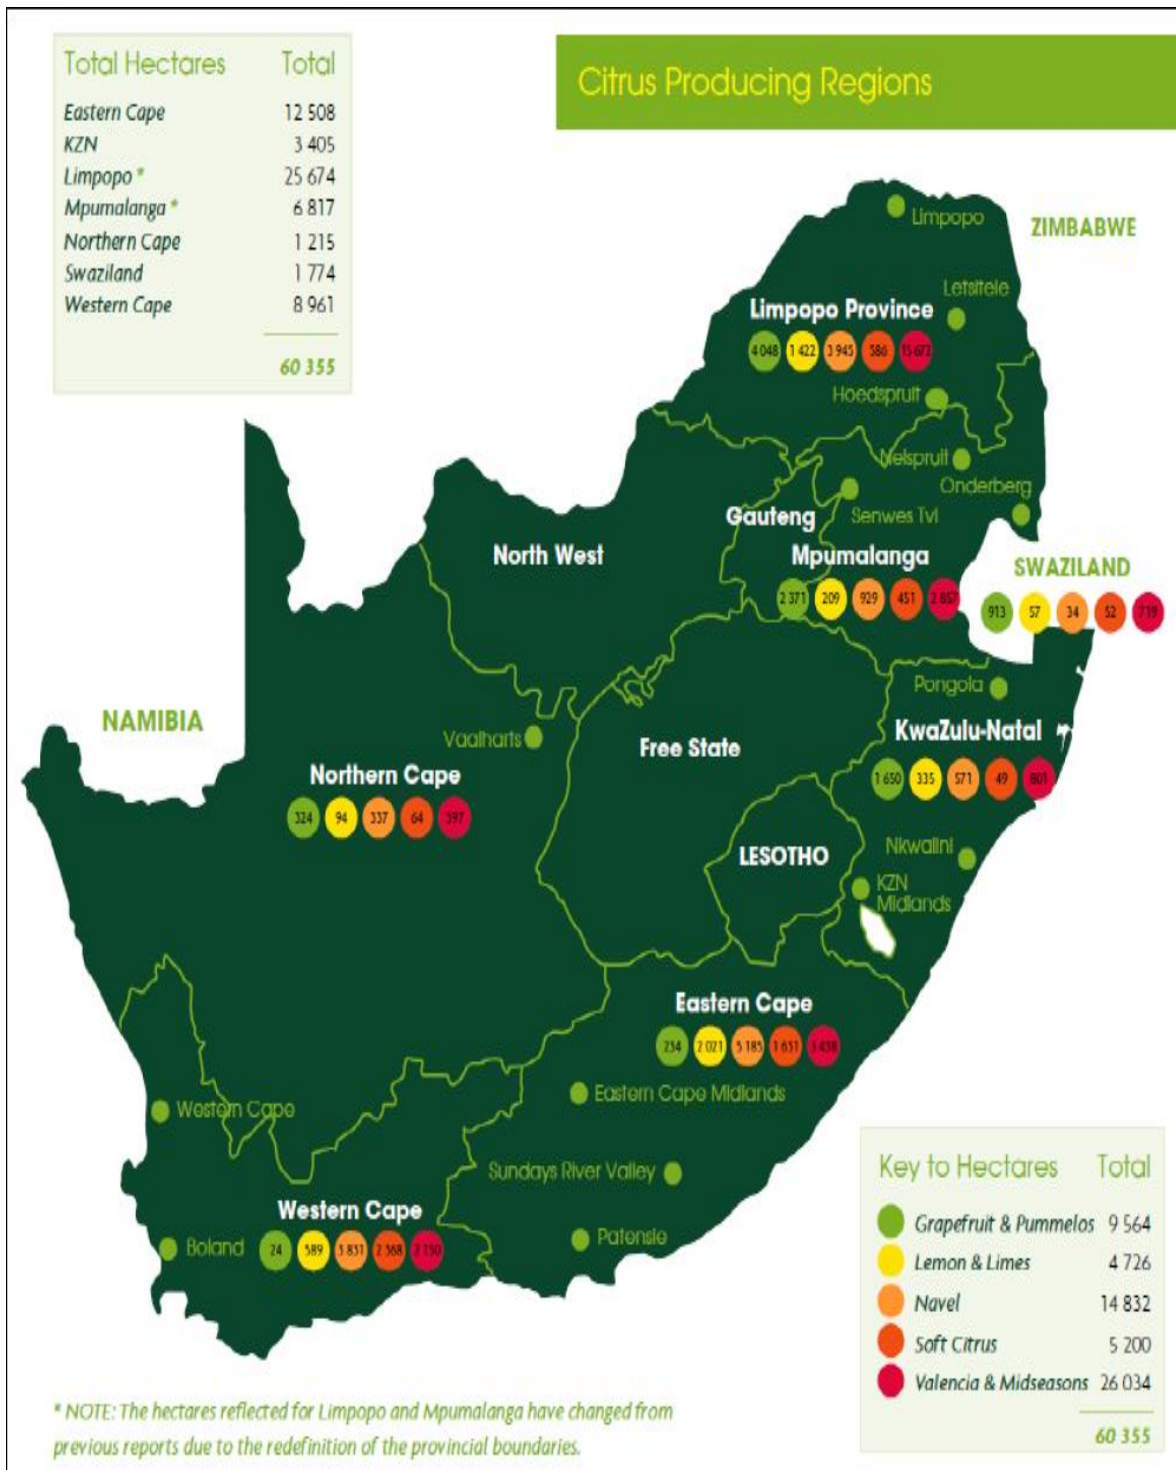 Total Hectares Total
Eastern Cape 12 508
KZN 3 405
Limpopo * 25 674
Mpumalanga * 6 817
Northern Cape 1 215
Swaziland 1 774
Western Cape 8 961
60 355
Citrus Producing Regions
Limpopo
ZIMBABWE
Letsitele
Limpopo Province
4 048 1 422 3 945 586 15 672
Hoedspruit
Nelspruit
Onderberg
Gauteng
Senwes Tvl
North West
Mpumalanga
SWAZILAND
2 371 209 929 451 2 857
913 57 34 52 719
Pongola
NAMIBIA
Vaalharts
Free State
KwaZulu-Natal
Northern Cape
1 650 335 571 49 801
324 94 337 64 397
LESOTHO
Nkwalini
KZN
Midlands
Eastern Cape
234 2 021 5 185 1 631 3 438
Eastern Cape Midlands
Western Cape
Sundays River Valley
Western Cape
Patensie
Boland
24 589 3 831 2 368 2 150
Key to Hectares Total
Grapefruit & Pummelos 9 564
Lemon & Limes 4 726
Navel 14 832
Soft Citrus 5 200
Valencia & Midseasons 26 034
60 355
* NOTE: The hectares reflected for Limpopo and Mpumalanga have changed from
previous reports due to the redefinition of the provincial boundaries.